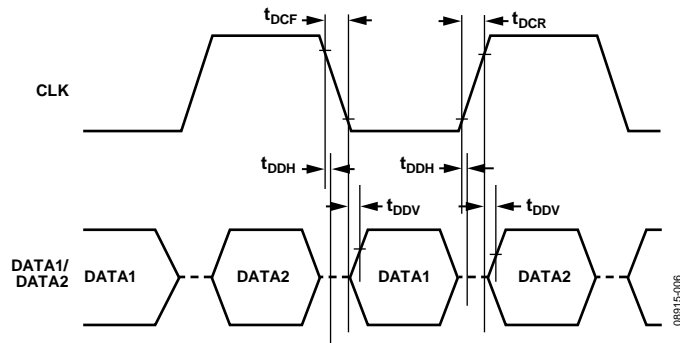 tDCF
tDCR
CLK
tDDH
tDDH
tDDV
tDDV
DATA1/
DATA2
DATA1
DATA2
DATA1
DATA2
08915-006